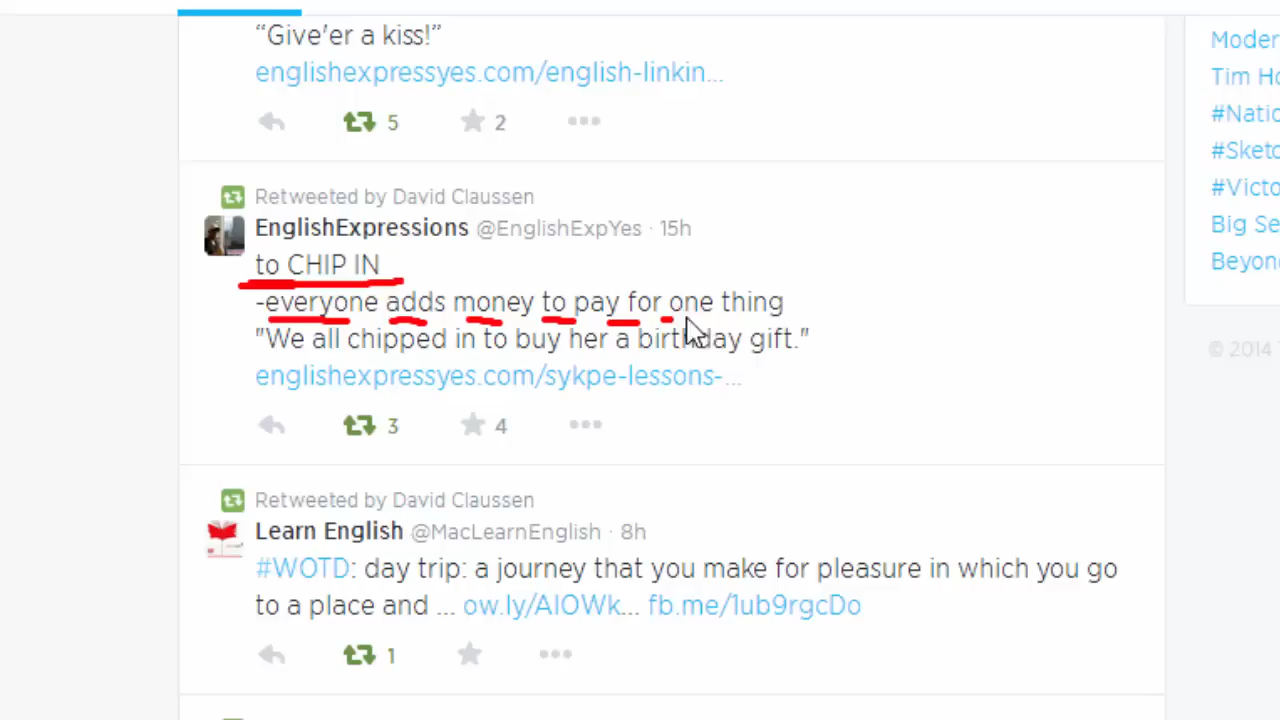 “Give'er a kiss!”
englishexpressyes.com/english-linkin...
5 2
Retweeted by David Claussen
EnglishExpressions @EnglishExpYes · 15h
to CHIP IN
-everyone adds money to pay for one thing
"We all chipped in to buy her a birthday gift."
englishexpressyes.com/sykpe-lessons-...
3 4
Retweeted by David Claussen
Learn English @MacLearnEnglish · 8h
#WOTD: day trip: a journey that you make for pleasure in which you go
to a place and ... ow.ly/AIOWk... fb.me/1ub9rgcDo
1
Moder
Tim Ho
#Natio
#Sketc
#Victo
Big Se
Beyon
© 2014